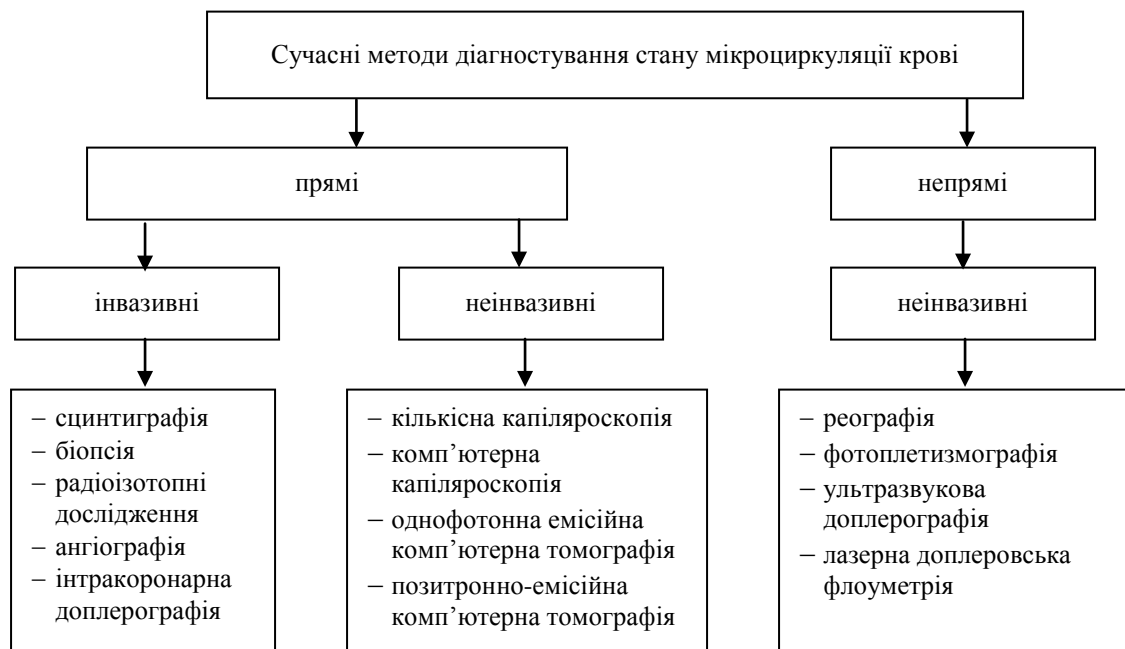 Сучасні методи діагностування стану мікроциркуляції крові
прямі
непрямі
інвазивні
неінвазивні
неінвазивні
– сцинтиграфія
– біопсія
– радіоізотопні
дослідження
– ангіографія
– інтракоронарна
доплерографія
– кількісна капіляроскопія
– комп’ютерна
капіляроскопія
– однофотонна емісійна
комп’ютерна томографія
– позитронно-емісійна
комп’ютерна томографія
– реографія
– фотоплетизмографія
– ультразвукова
доплерографія
– лазерна доплеровська
флоуметрія